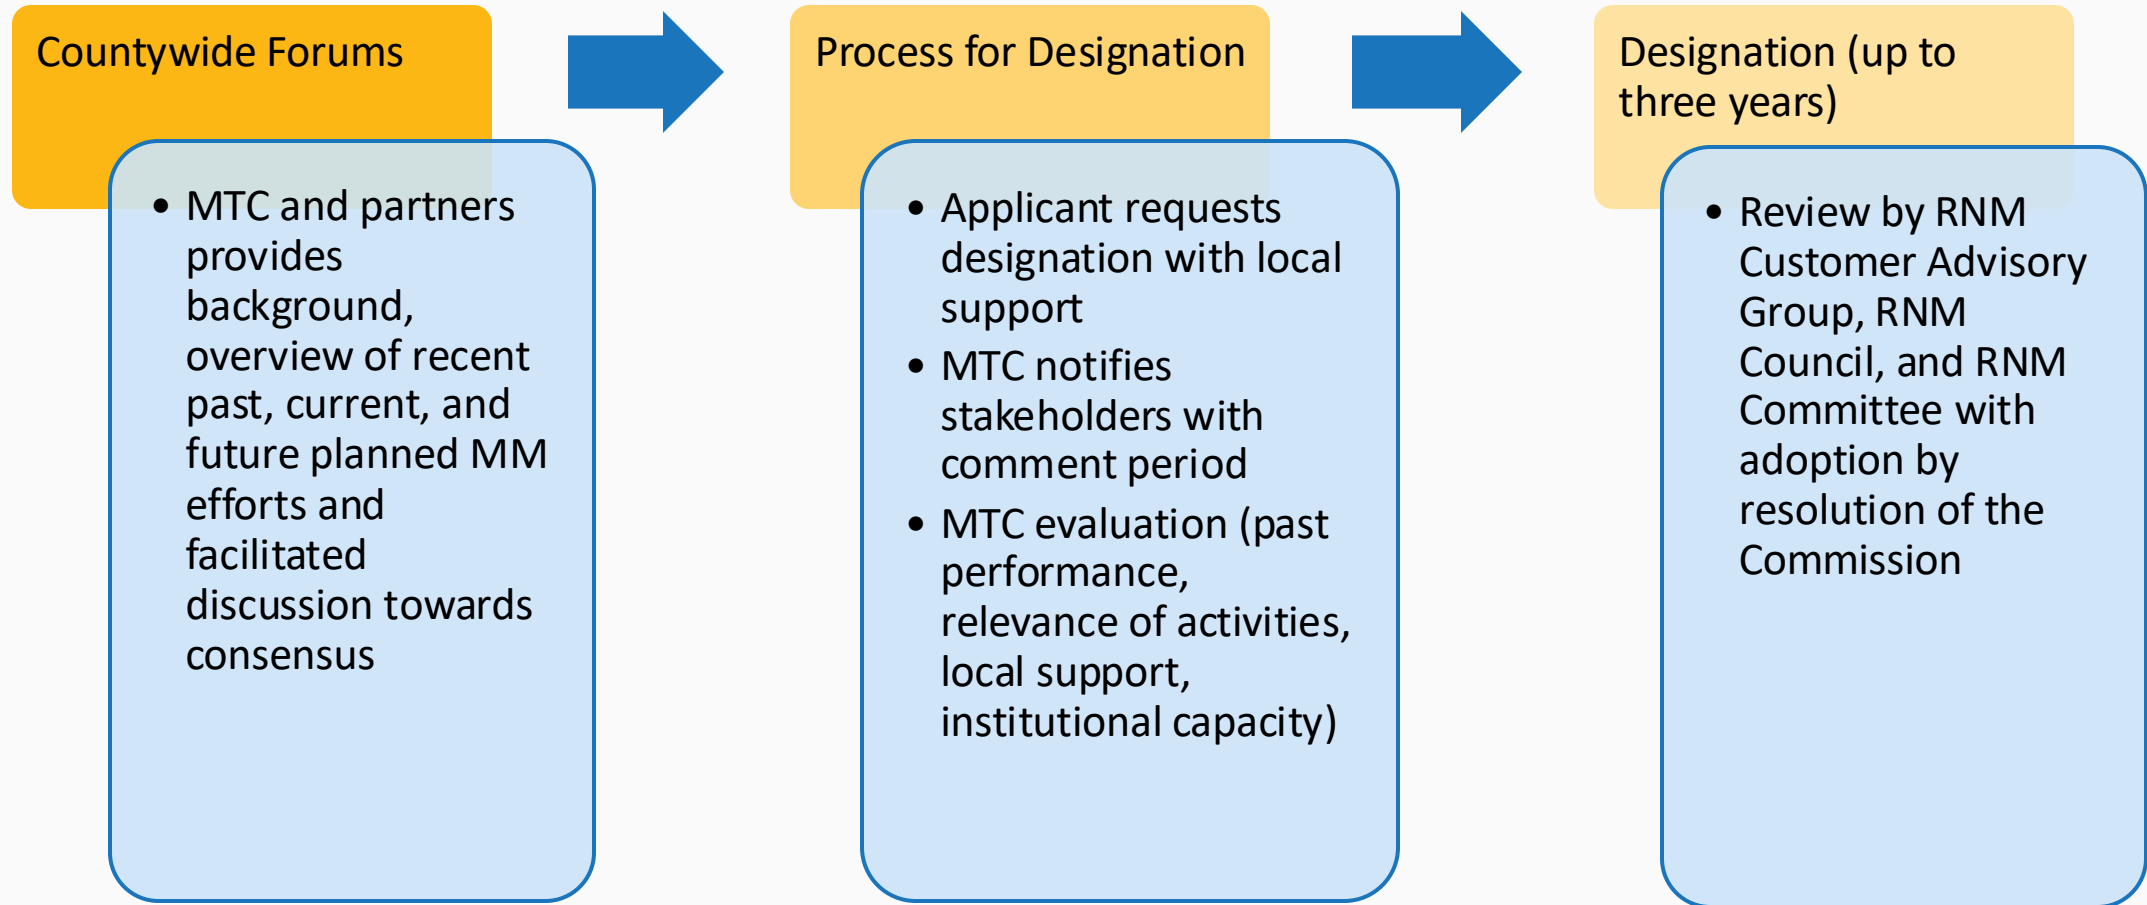 Countywide Forums
• MTC and partners
provides
background,
overview of recent
past, current, and
future planned MM
efforts and
facilitated
discussion towards
consensus
Process for Designation
• Applicant requests
designation with local
support
• MTC notifies
stakeholders with
comment period
• MTC evaluation (past
performance,
relevance of activities,
local support,
institutional capacity)
Designation (up to
three years)
• Review by RNM
Customer Advisory
Group, RNM
Council, and RNM
Committee with
adoption by
resolution of the
Commission